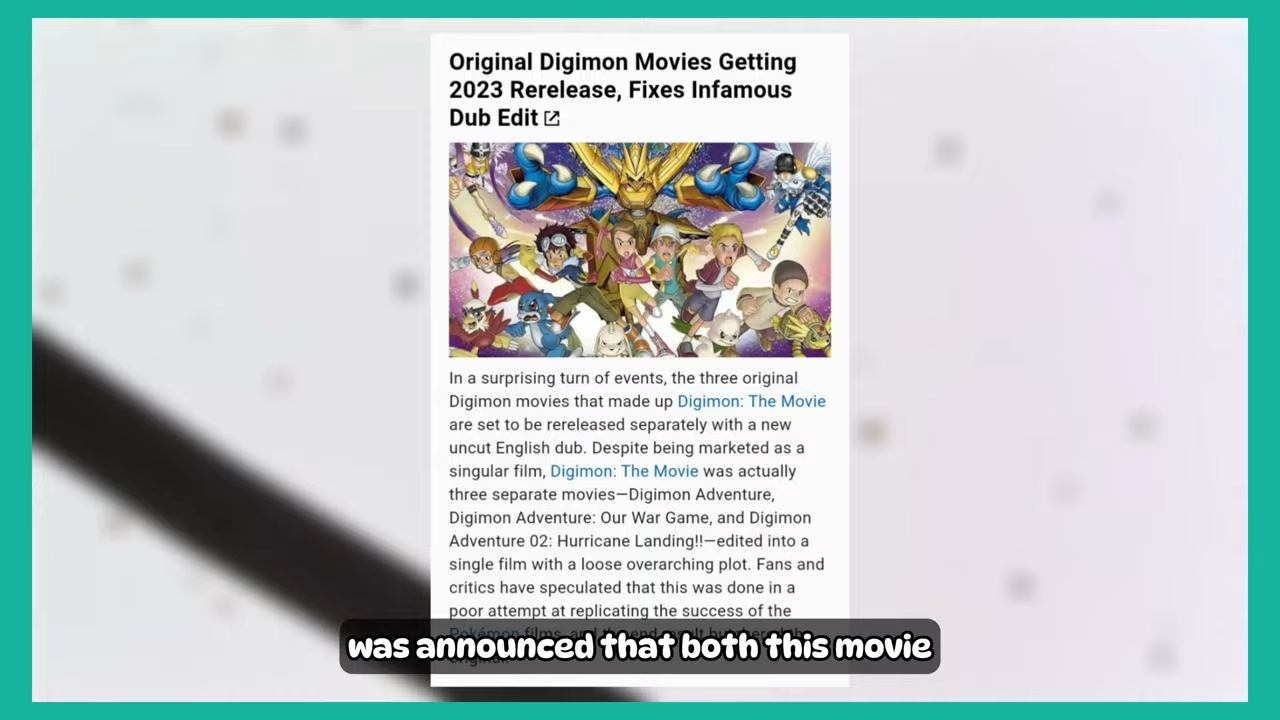 Original Digimon Movies Getting
2023 Rerelease, Fixes Infamous
Dub Edit
In a surprising turn of events, the three original
Digimon movies that made up Digimon: The Movie
are set to be rereleased separately with a new
uncut English dub. Despite being marketed as a
singular film, Digimon: The Movie was actually
three separate movies—Digimon Adventure,
Digimon Adventure: Our War Game, and Digimon
Adventure 02: Hurricane Landing!!—edited into a
single film with a loose overarching plot. Fans and
critics have speculated that this was done in a
poor attempt at replicating the success of the
was announced that both this movie